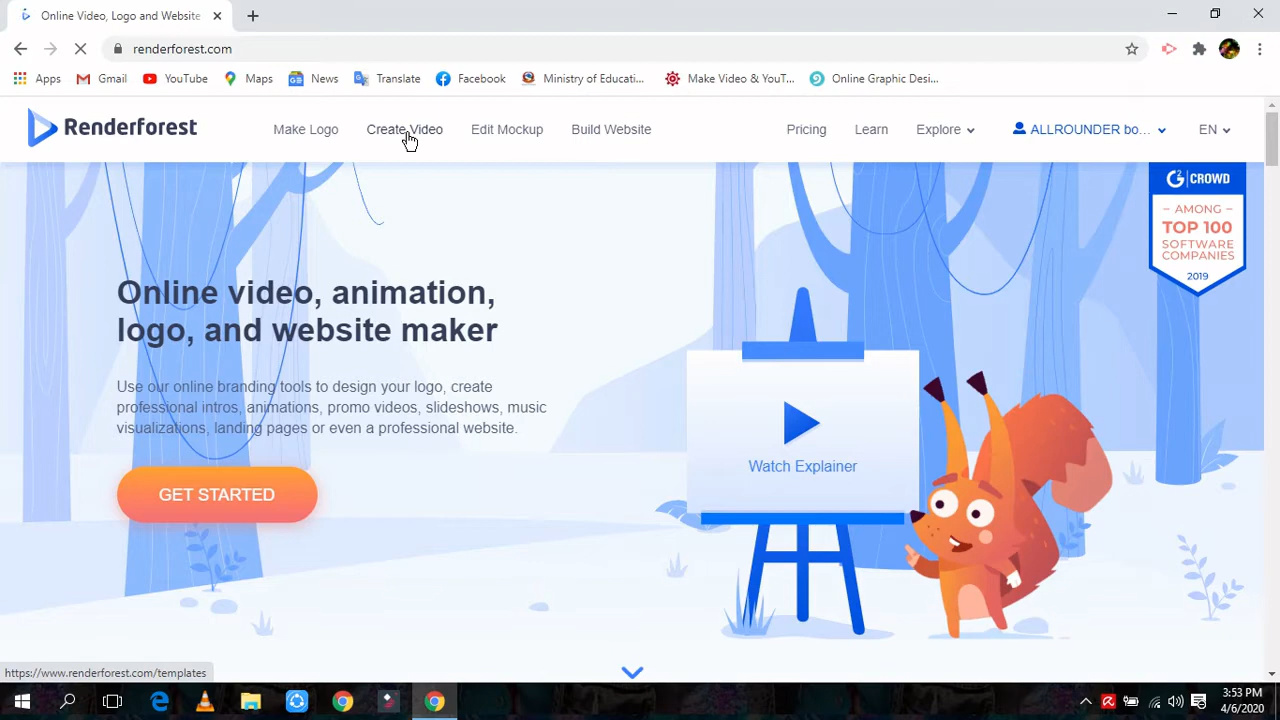 Online Video, Logo and Website
renderforest.com
Apps Gmail YouTube Maps News Translate Facebook Ministry of Educati... Make Video & YouT... Online Graphic Desi...
Renderforest Make Logo Create Video Edit Mockup Build Website Pricing Learn Explore ALLROUNDER bo... EN
G2 | CROWD
– AMONG –
TOP 100
SOFTWARE
COMPANIES
2019
Online video, animation,
logo, and website maker
Use our online branding tools to design your logo, create
professional intros, animations, promo videos, slideshows, music
visualizations, landing pages or even a professional website.
GET STARTED
Watch Explainer
https://www.renderforest.com/templates
3:53 PM
4/6/2020